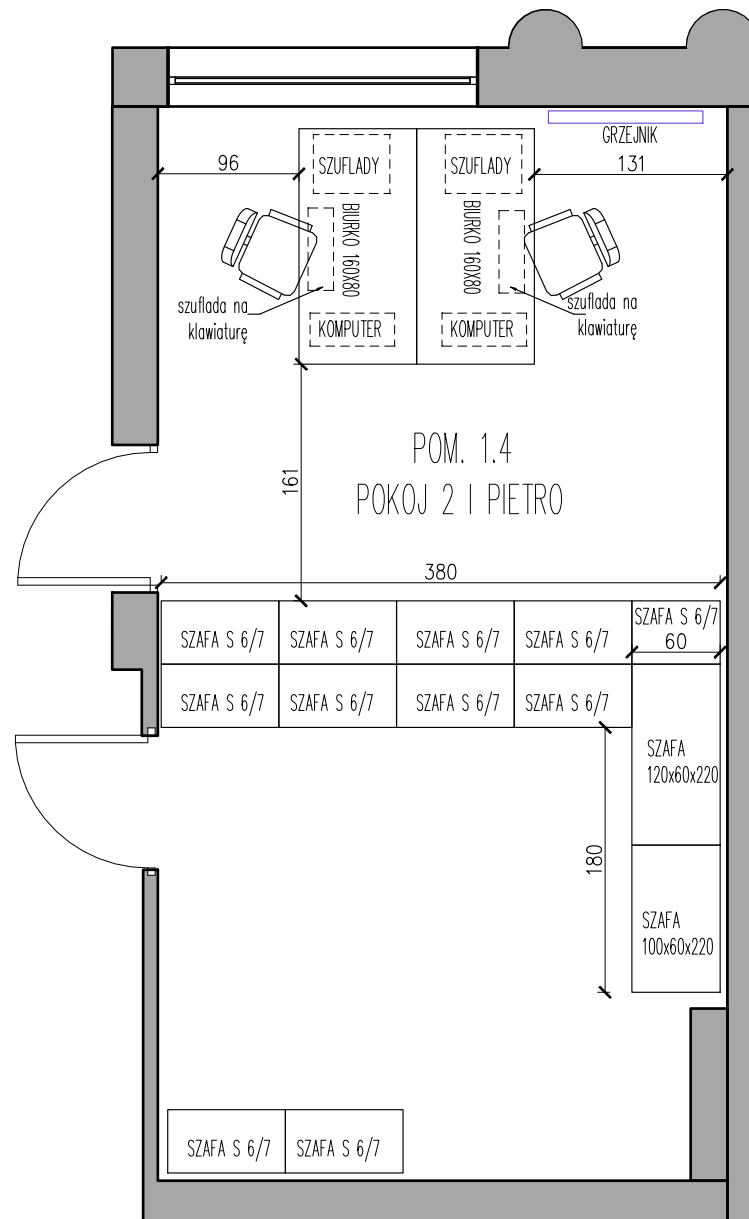 GRZEJNIK
96
131
SZUFLADY
SZUFLADY
BIURKO 160X80
BIURKO 160X80
szuflada na
klawiaturę
szuflada na
klawiaturę
KOMPUTER
KOMPUTER
POM. 1.4
POKOJ 2 I PIETRO
161
380
SZAFA S 6/7
SZAFA S 6/7
SZAFA S 6/7
SZAFA S 6/7
SZAFA S 6/7
60
SZAFA S 6/7
SZAFA S 6/7
SZAFA S 6/7
SZAFA S 6/7
SZAFA
120x60x220
180
SZAFA
100x60x220
SZAFA S 6/7
SZAFA S 6/7